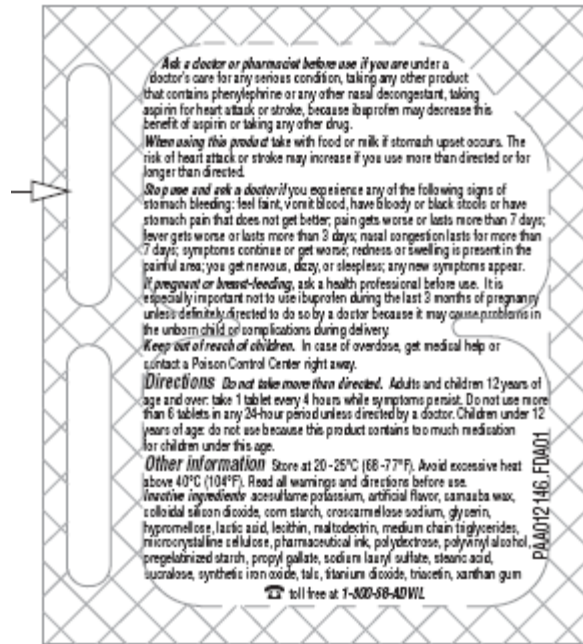 Ask a doctor or pharmacist before use if you are under a
doctor's care for any serious condition, taking any other product
that contains phenylephrine or any other nasal decongestant, taking
aspirin for heart attack or stroke, because ibuprofen may decrease this
benefit of aspirin or taking any other drug.
When using this product take with food or milk if stomach upset occurs. The
risk of heart attack or stroke may increase if you use more than directed or for
longer than directed.
Stop use and ask a doctor if you experience any of the following signs of
stomach bleeding: feel faint, vomit blood, have bloody or black stools or have
stomach pain that does not get better; pain gets worse or lasts more than 7 days;
fever gets worse or lasts more than 3 days; nasal congestion lasts for more than
7 days; symptoms continue or get worse; redness or swelling is present in the
painful area; you get nervous, dizzy, or sleepless; any new symptoms appear.
If pregnant or breast-feeding, ask a health professional before use. It is
especially important not to use ibuprofen during the last 3 months of pregnancy
unless definitely directed to do so by a doctor because it may cause problems in
the unborn child or complications during delivery.
Keep out of reach of children. In case of overdose, get medical help or
contact a Poison Control Center right away.
Directions Do not take more than directed. Adults and children 12 years of
age and over: take 1 tablet every 4 hours while symptoms persist. Do not use more
than 6 tablets in any 24-hour period unless directed by a doctor. Children under 12
years of age: do not use because this product contains too much medication
for children under this age.
Other information Store at 20-25°C (68-77°F). Avoid excessive heat
above 40°C (104°F). Read all warnings and directions before use.
Inactive ingredients acesulfame potassium, artificial flavor, carnauba wax,
colloidal silicon dioxide, corn starch, croscarmellose sodium, glycerin,
hypromellose, lactic acid, lecithin, maltodextrin, medium chain triglycerides,
microcrystalline cellulose, pharmaceutical ink, polydextrose, polyvinyl alcohol,
pregelatinized starch, propyl gallate, sodium lauryl sulfate, stearic acid,
sucralose, synthetic iron oxide, talc, titanium dioxide, triacetin, xanthan gum
☎ toll free at 1-800-88-ADVIL
PAA012146_FDA01